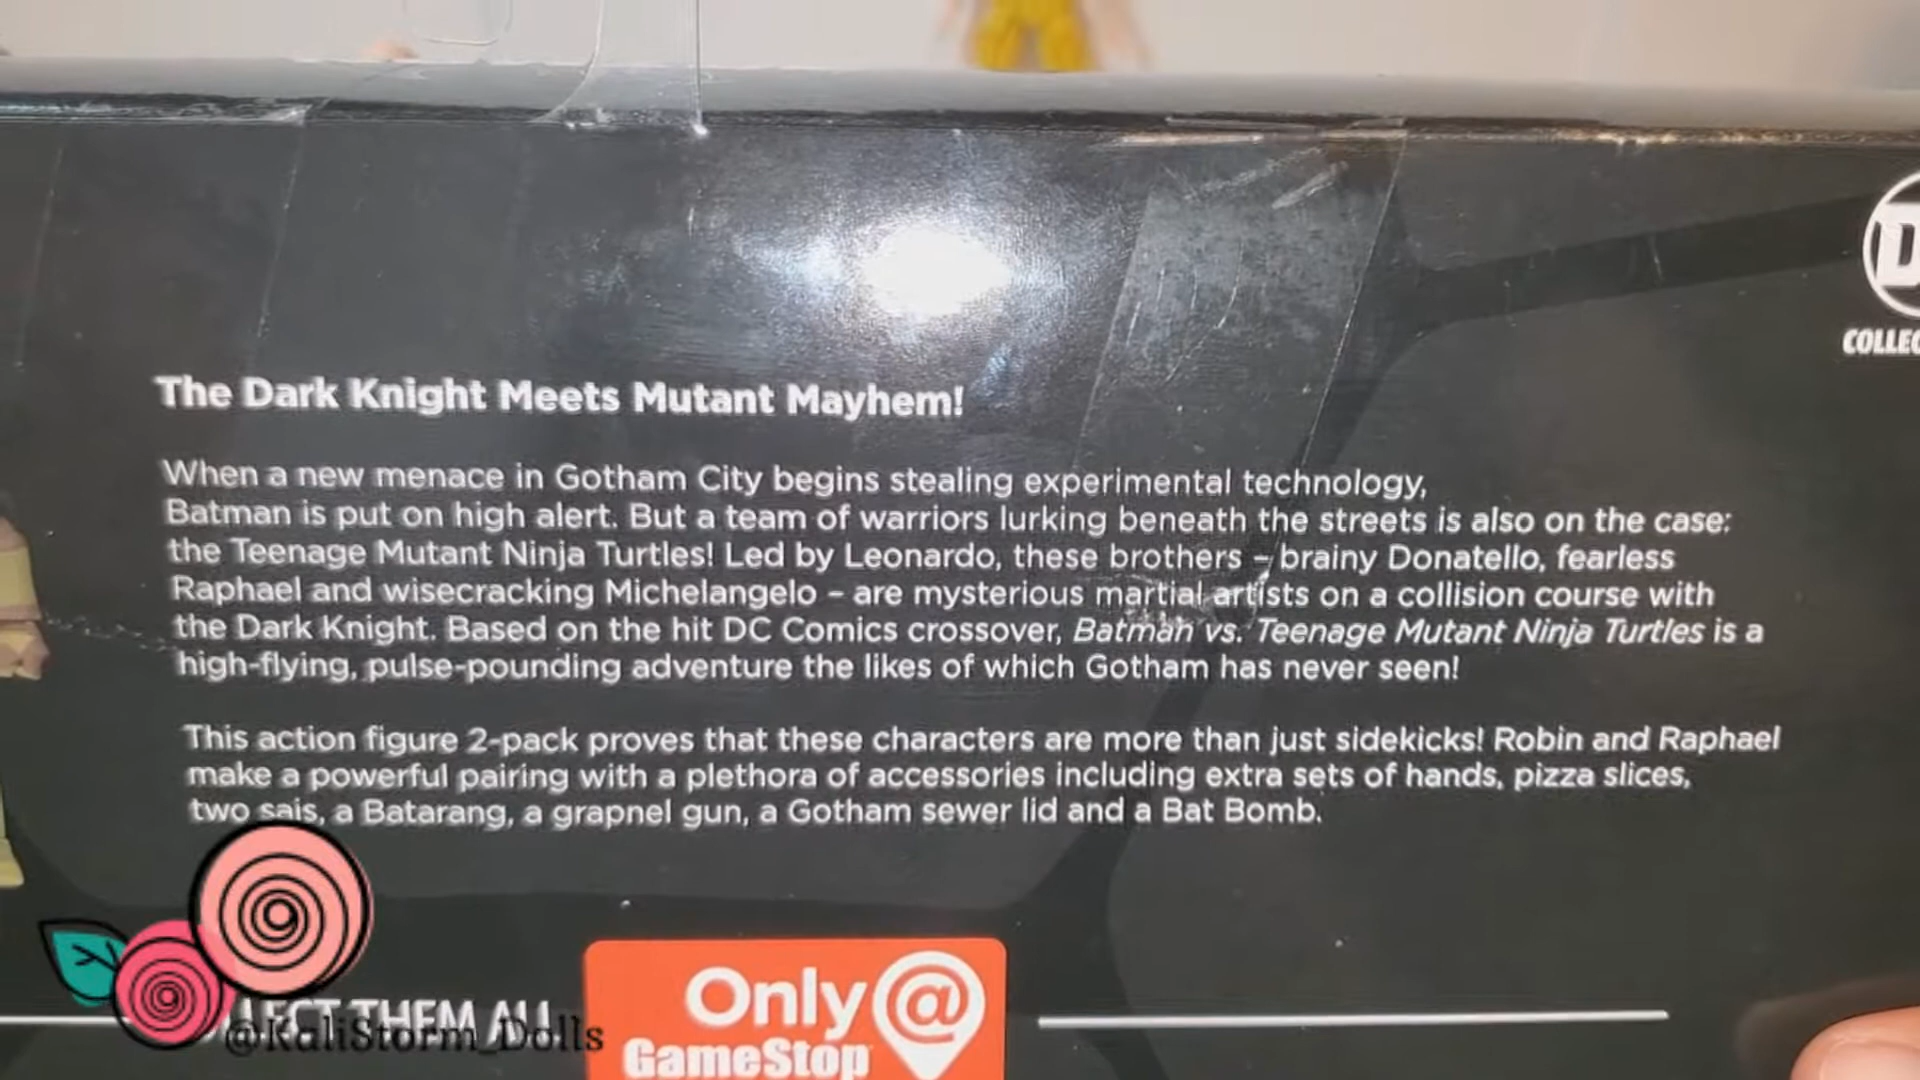 The Dark Knight Meets Mutant Mayhem!
When a new menace in Gotham City begins stealing experimental technology,
Batman is put on high alert. But a team of warriors lurking beneath the streets is also on the case:
the Teenage Mutant Ninja Turtles! Led by Leonardo, these brothers – brainy Donatello, fearless
Raphael and wisecracking Michelangelo – are mysterious martial artists on a collision course with
the Dark Knight. Based on the hit DC Comics crossover, Batman vs. Teenage Mutant Ninja Turtles is a
high-flying, pulse-pounding adventure the likes of which Gotham has never seen!
This action figure 2-pack proves that these characters are more than just sidekicks! Robin and Raphael
make a powerful pairing with a plethora of accessories including extra sets of hands, pizza slices,
two sais, a Batarang, a grapnel gun, a Gotham sewer lid and a Bat Bomb.
THEM ALL
@KaliStorm_Dolls
Only@
GameStop